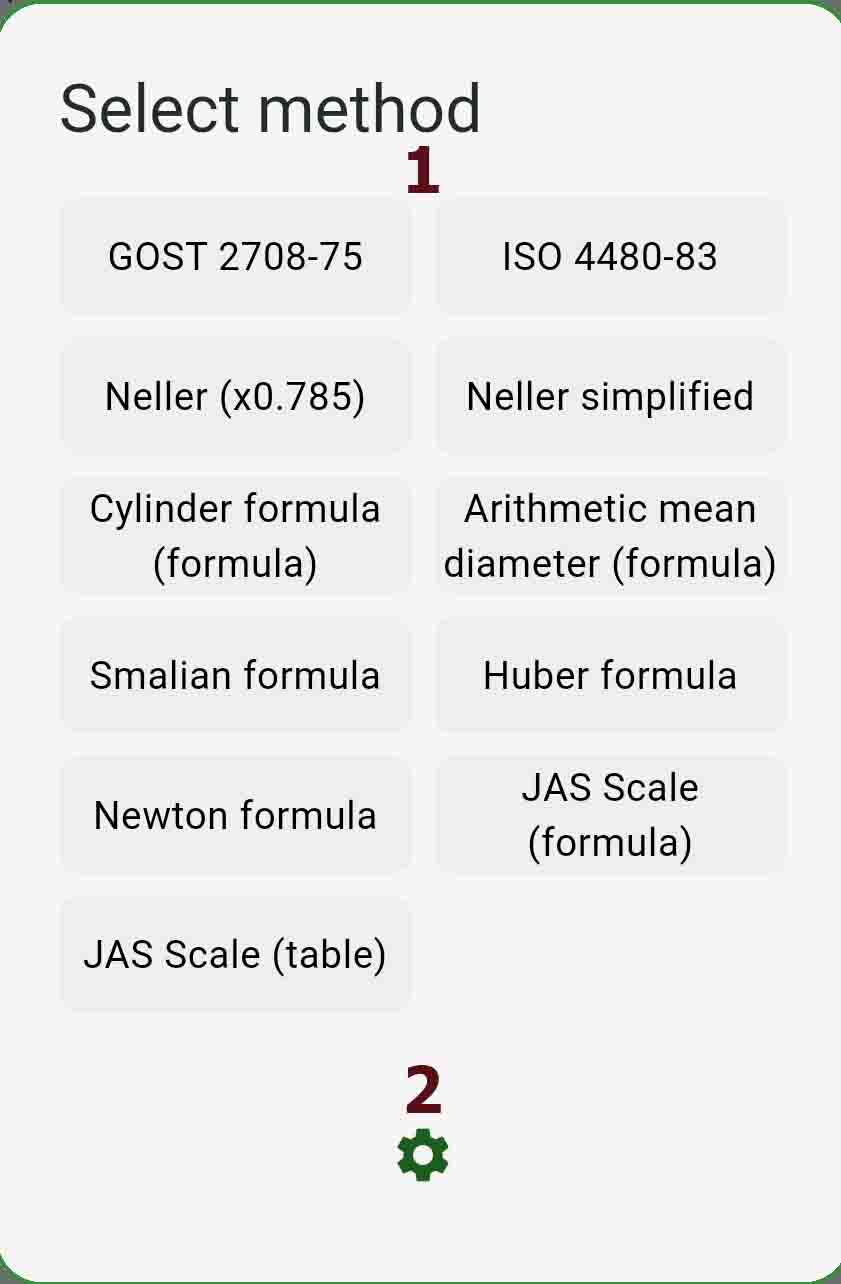 Select method
1
GOST 2708-75
ISO 4480-83
Neller (x0.785)
Neller simplified
Cylinder formula
(formula)
Arithmetic mean
diameter (formula)
Smalian formula
Huber formula
Newton formula
JAS Scale
(formula)
JAS Scale (table)
2